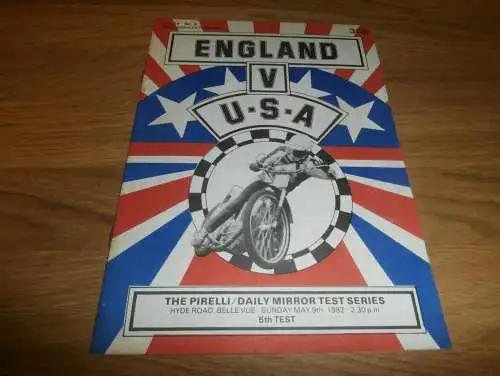 ENGLAND
V
U·S·A
THE PIRELLI/DAILY MIRROR TEST SERIES
HYDE ROAD, BELLE VUE SUNDAY MAY 9th 1982 2.30 p.m
5th TEST